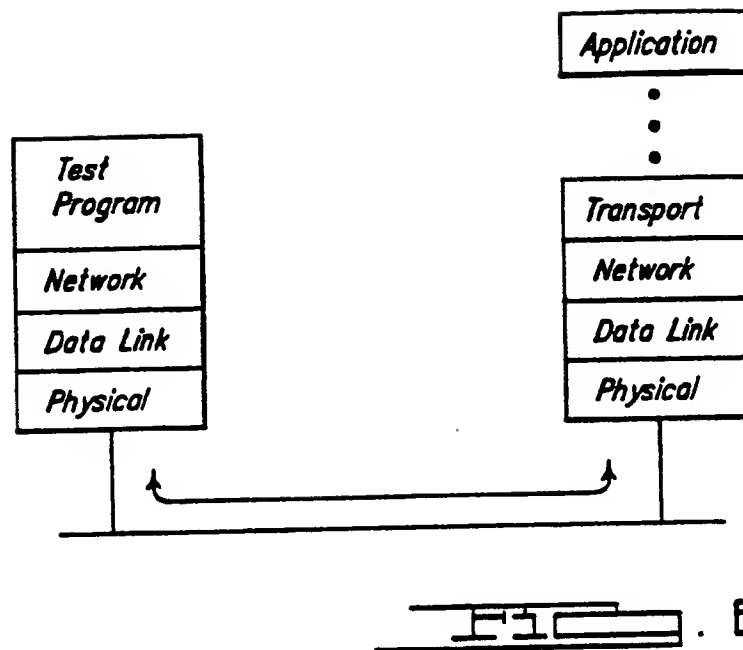 Application
Test
Program
Network
Data Link
Physical
Transport
Network
Data Link
Physical